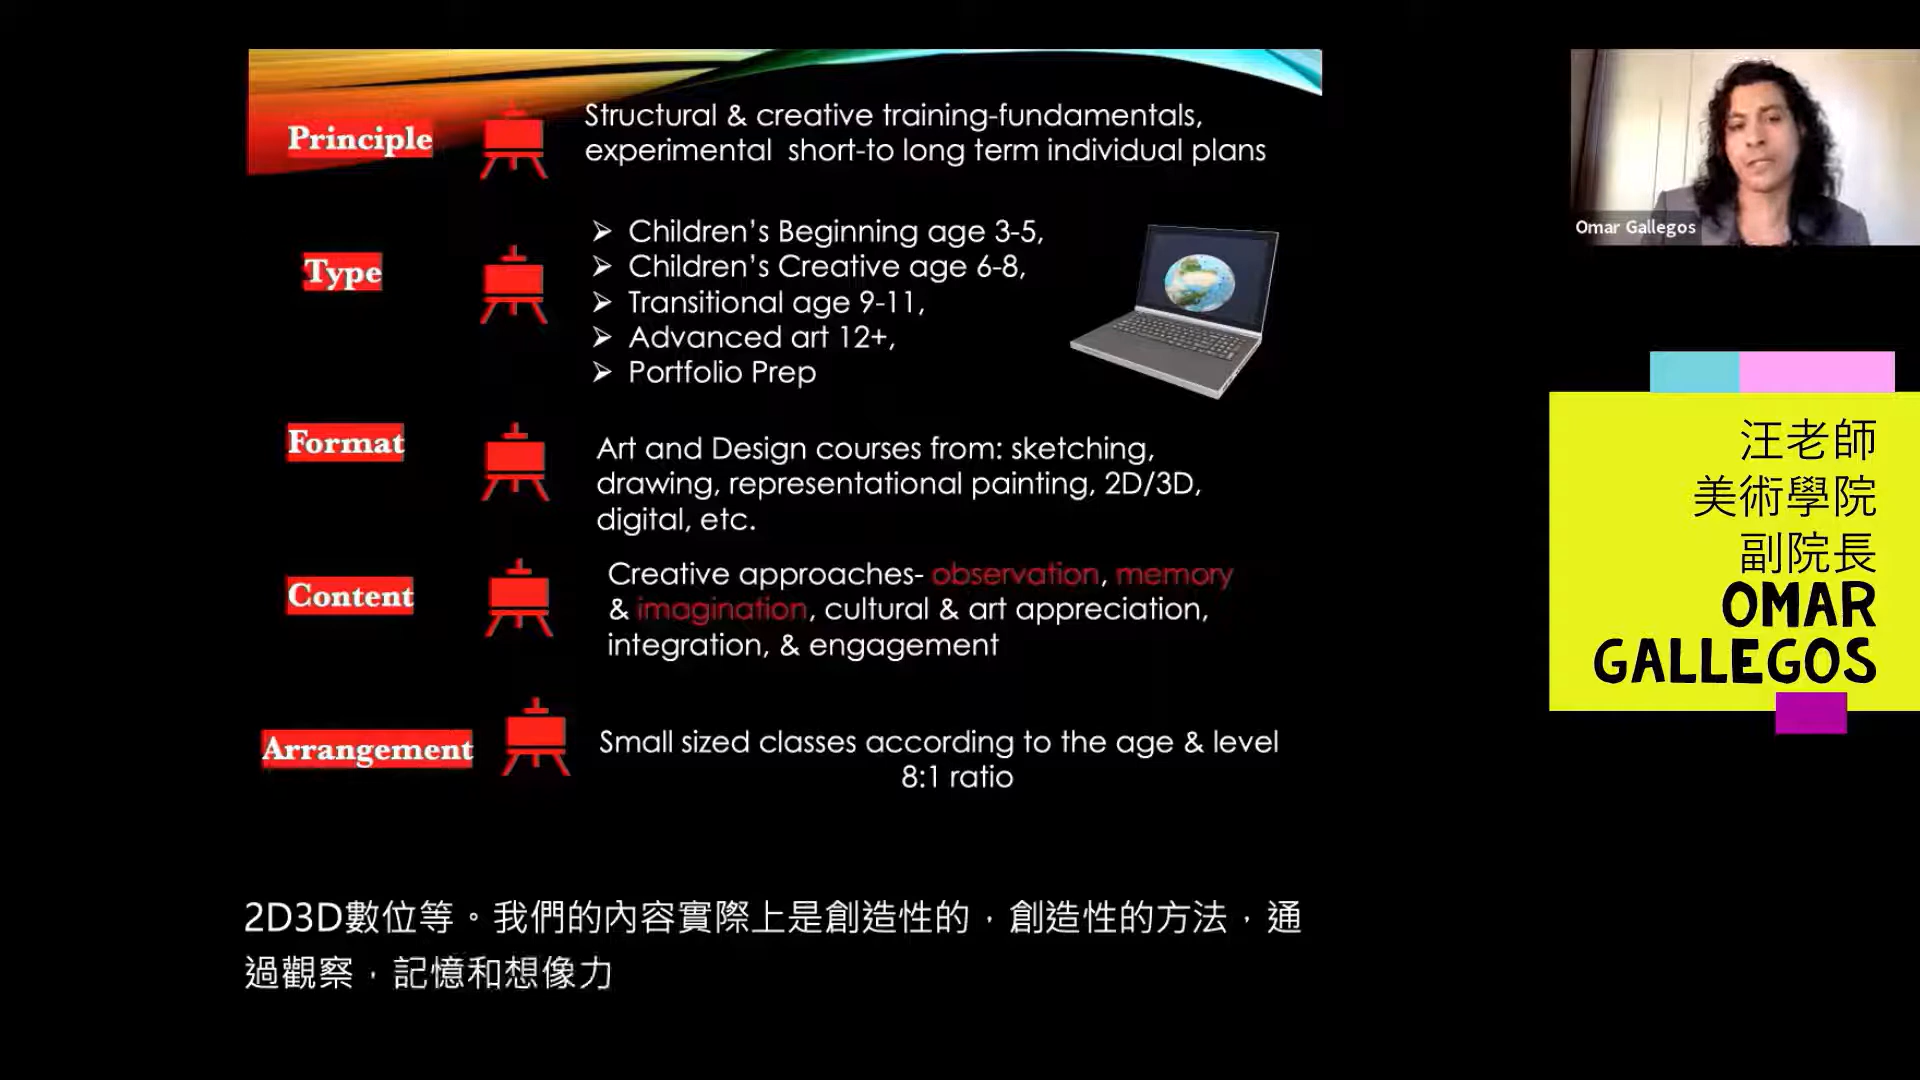 Principle
Structural & creative training-fundamentals,
experimental  short-to long term individual plans
Type
➢ Children's Beginning age 3-5,
➢ Children's Creative age 6-8,
➢ Transitional age 9-11,
➢ Advanced art 12+,
➢ Portfolio Prep
Format
Art and Design courses from: sketching,
drawing, representational painting, 2D/3D,
digital, etc.
Content
Creative approaches- observation, memory
& imagination, cultural & art appreciation,
integration, & engagement
Arrangement
Small sized classes according to the age & level
8:1 ratio
Omar Gallegos
汪老師
美術學院
副院長
OMAR
GALLEGOS
2D3D數位等。我們的內容實際上是創造性的，創造性的方法，通
過觀察，記憶和想像力